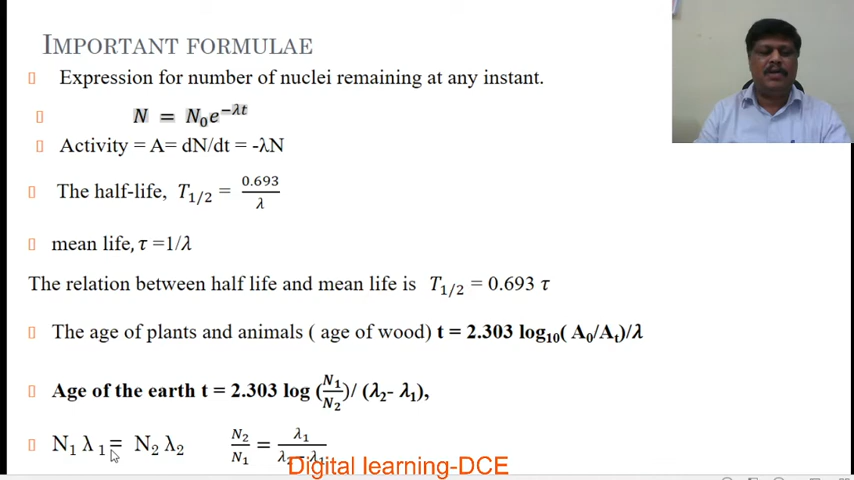 IMPORTANT FORMULAE
Expression for number of nuclei remaining at any instant.
N = N₀e^−λt
Activity = A= dN/dt = -λN
The half-life, T₁/₂ = 0.693/λ
mean life, τ =1/λ
The relation between half life and mean life is T₁/₂ = 0.693 τ
The age of plants and animals ( age of wood) t = 2.303 log₁₀( A₀/Aₜ)/λ
Age of the earth t = 2.303 log (N₁/N₂)/ (λ₂- λ₁),
N₁ λ ₁= N₂ λ₂ N₂/N₁ = λ₁/λ₂ − λ₁
Digital learning-DCE